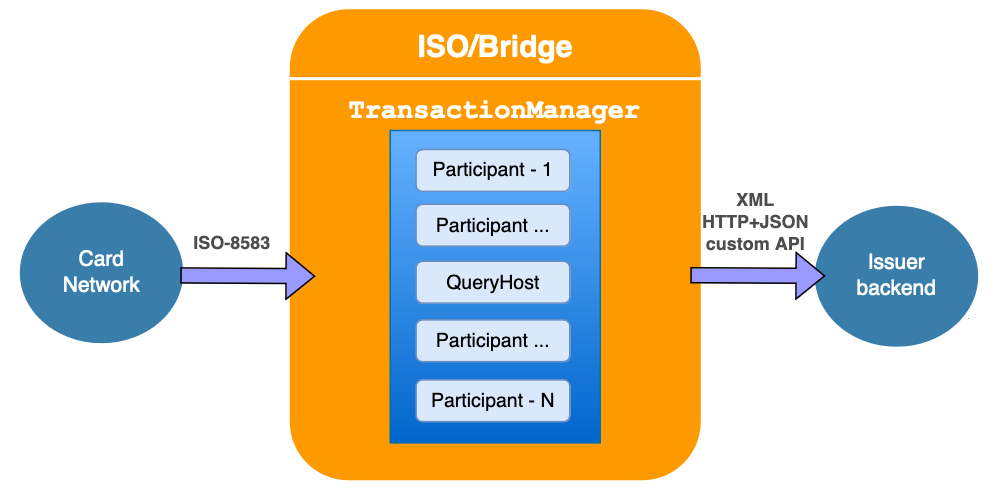 ISO/Bridge
TransactionManager
Participant - 1
Participant ...
QueryHost
Participant ...
Participant - N
Card
Network
ISO-8583
XML
HTTP+JSON
custom API
Issuer
backend